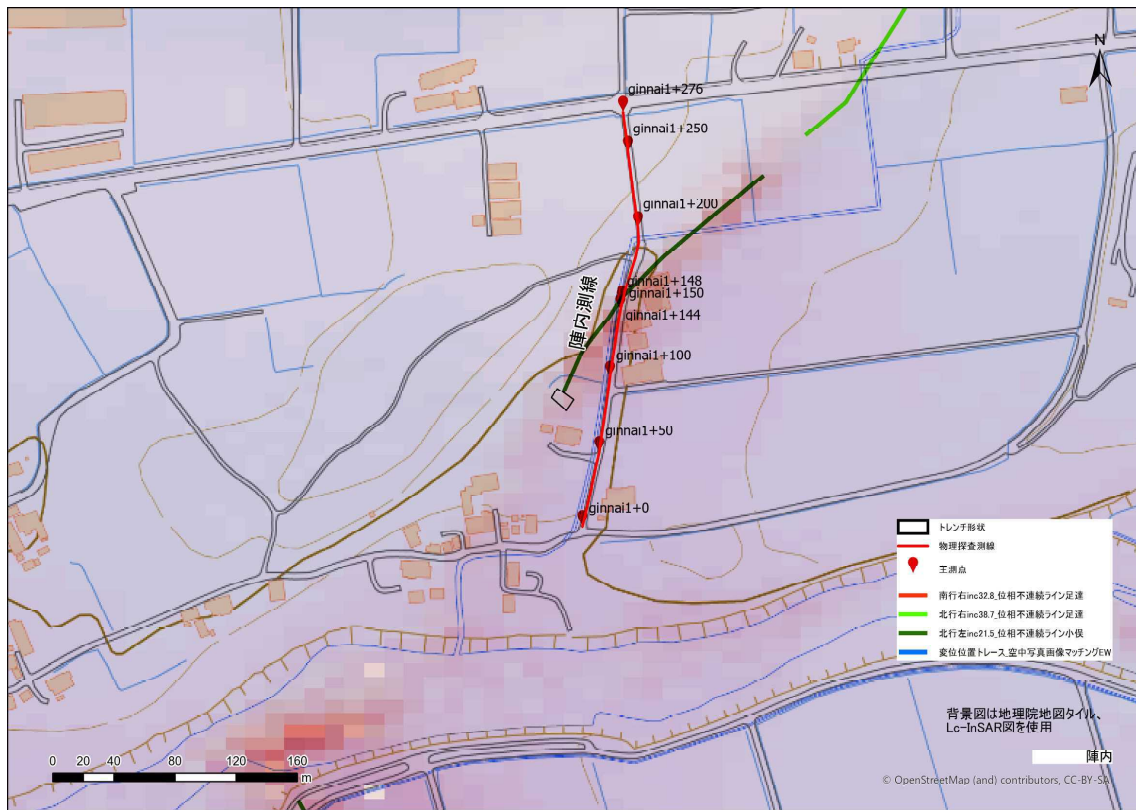 N
ginnai1+276
ginnai1+250
ginnai1+200
ginnai1+148
ginnai1+150
ginnai1+144
陣内測線
ginnai1+100
ginnai1+50
ginnai1+0
トレンチ形状
物理探査測線
王測点
南行右inc32.8_位相不連続ライン足達
北行右inc38.7_位相不連続ライン足達
北行左inc21.5_位相不連続ライン小俣
変位位置トレース_空中写真画像マッチングEW
背景図は地理院地図タイル、
Lc-InSAR図を使用
陣内
0 20 40 80 120 160
m
© OpenStreetMap (and) contributors, CC-BY-SA